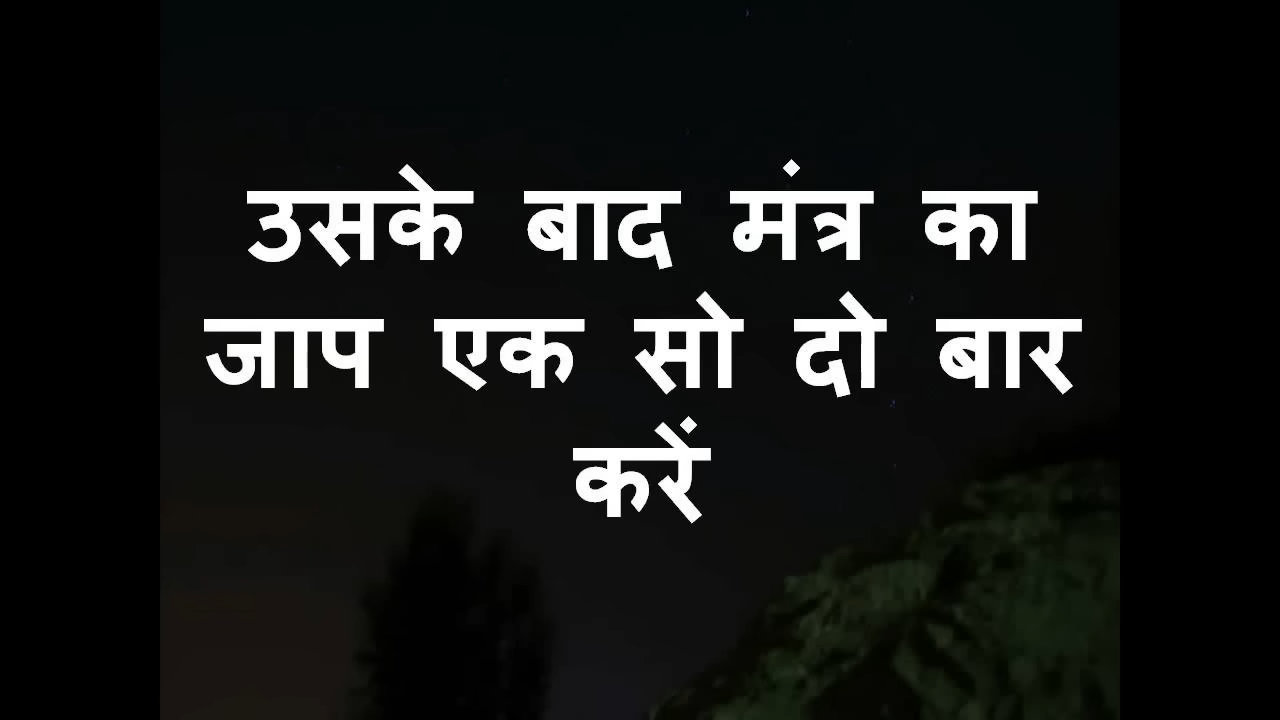 उसके बाद मंत्र का
जाप एक सो दो बार
करें